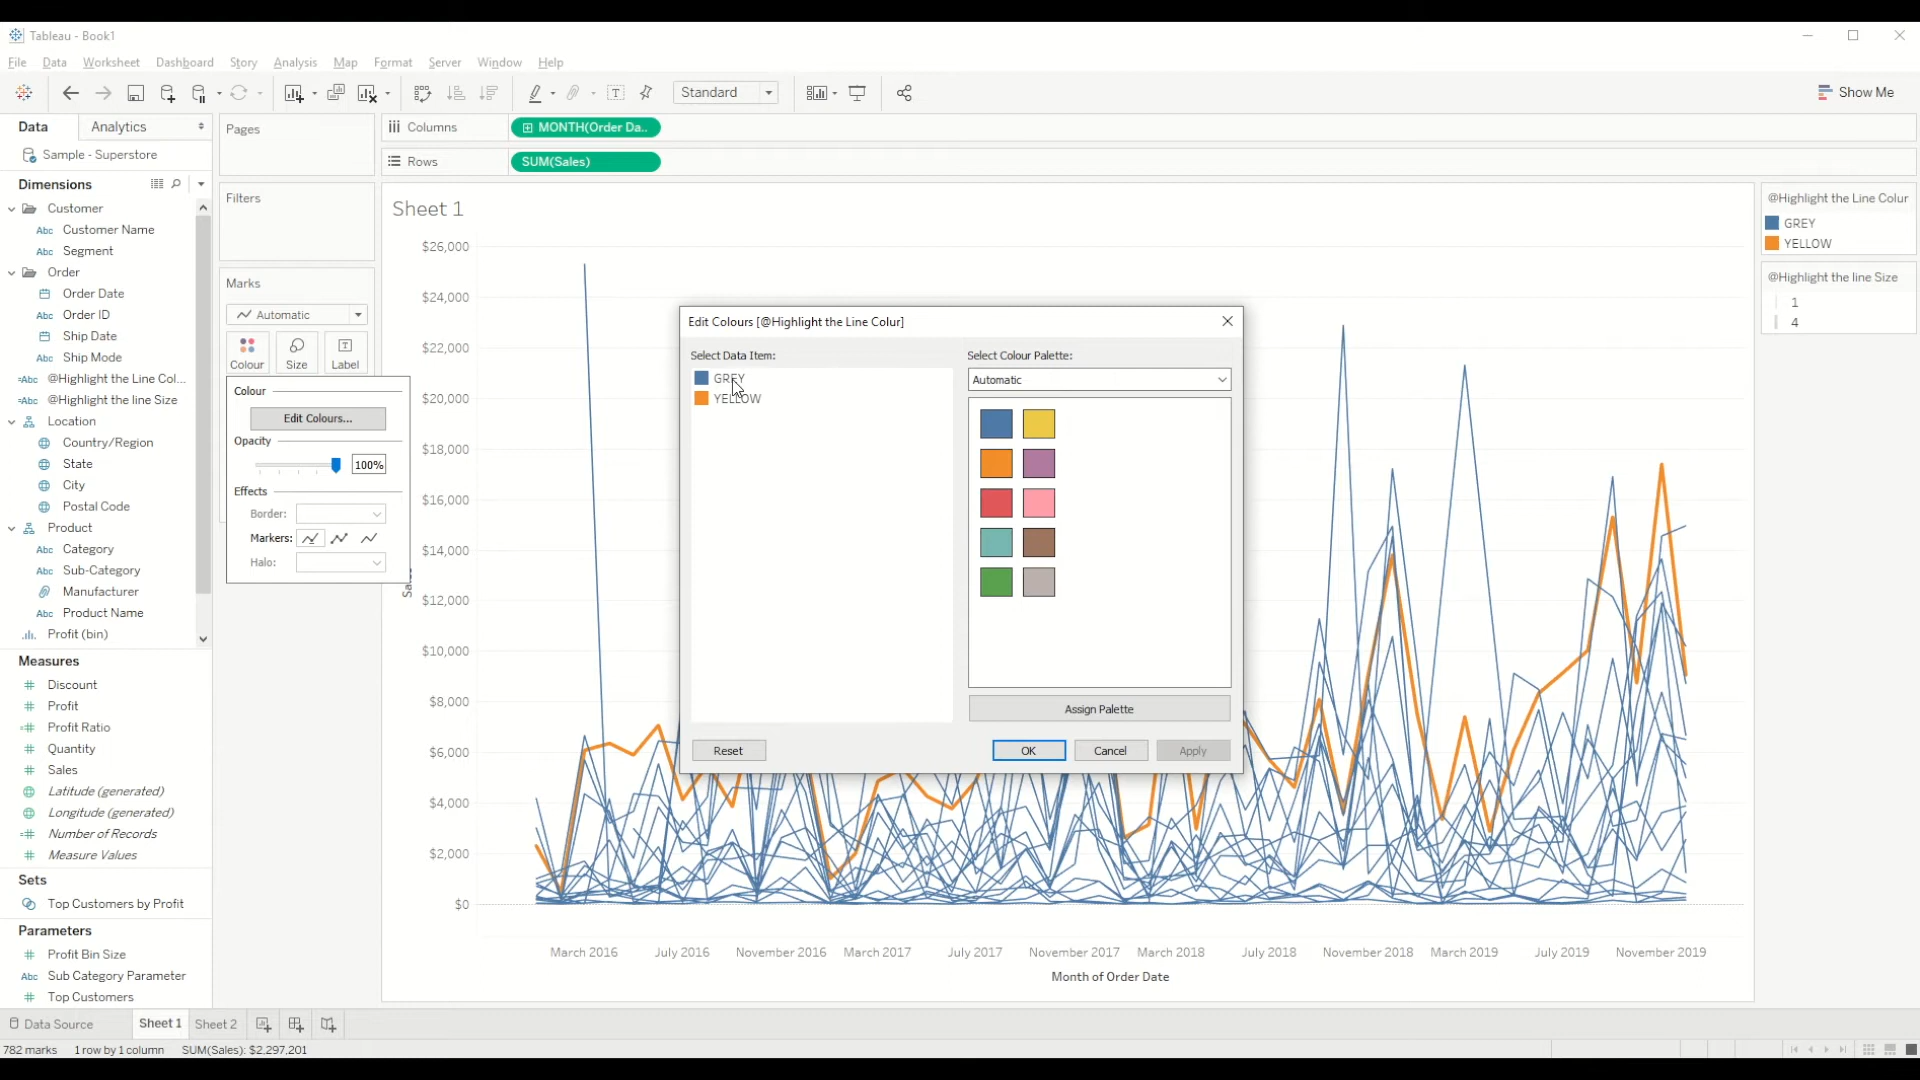 Tableau - Book1
File Data Worksheet Dashboard Story Analysis Map Format Server Window Help
Standard
Show Me
Data
Analytics
Sample - Superstore
Dimensions
Customer
Abc Customer Name
Abc Segment
Order
Order Date
Abc Order ID
Ship Date
Abc Ship Mode
=Abc @Highlight the Line Col...
=Abc @Highlight the line Size
Location
Country/Region
State
City
Postal Code
Product
Abc Category
Abc Sub-Category
Manufacturer
Abc Product Name
Profit (bin)
Measures
# Discount
# Profit
=# Profit Ratio
# Quantity
# Sales
Latitude (generated)
Longitude (generated)
=# Number of Records
# Measure Values
Sets
Top Customers by Profit
Parameters
# Profit Bin Size
Abc Sub Category Parameter
# Top Customers
Pages
Filters
Marks
Automatic
Colour
Size
Label
Colour
Edit Colours...
Opacity
100%
Effects
Border:
Markers:
Halo:
Columns
MONTH(Order Da..
Rows
SUM(Sales)
Sheet 1
$26,000
$24,000
$22,000
$20,000
$18,000
$16,000
$14,000
$12,000
$10,000
$8,000
$6,000
$4,000
$2,000
$0
March 2016
July 2016
November 2016
March 2017
July 2017
November 2017
March 2018
July 2018
November 2018
March 2019
July 2019
November 2019
Month of Order Date
Edit Colours [@Highlight the Line Colur]
Select Data Item:
GREY
YELLOW
Select Colour Palette:
Automatic
Assign Palette
Reset
OK
Cancel
Apply
@Highlight the Line Colur
GREY
YELLOW
@Highlight the line Size
1
4
Data Source
Sheet 1
Sheet 2
782 marks 1 row by 1 column SUM(Sales): $2,297,201